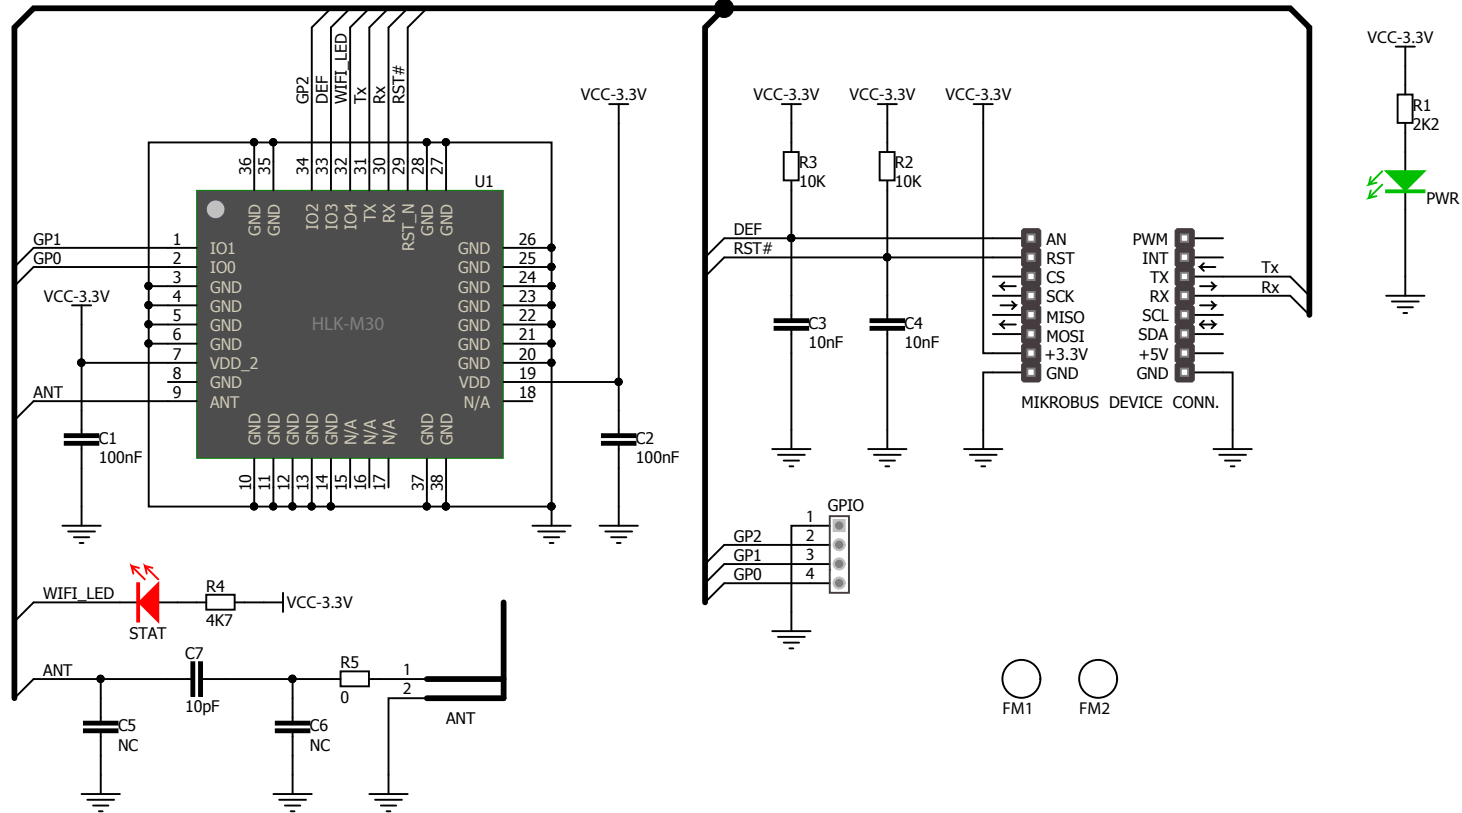 VCC-3.3V
R1
2K2
PWR
GP2
DEF
WIFI_LED
Tx
Rx
RST#
VCC-3.3V
VCC-3.3V
VCC-3.3V
VCC-3.3V
R3
10K
R2
10K
36
35
34
33
32
31
30
29
28
27
U1
GND
GND
IO2
IO3
IO4
TX
RX
RST_N
GND
GND
GP1
1
IO1
GND
26
GP0
2
IO0
GND
25
3
GND
GND
24
VCC-3.3V
4
GND
GND
23
5
GND
HLK-M30
GND
22
6
GND
GND
21
7
VDD_2
GND
20
8
GND
VDD
19
ANT
9
ANT
N/A
18
GND
GND
GND
GND
GND
N/A
N/A
N/A
GND
GND
10
11
12
13
14
15
16
17
37
38
C1
100nF
C2
100nF
DEF
RST#
C3
10nF
C4
10nF
AN
PWM
RST
INT
CS
TX
Tx
SCK
RX
Rx
MISO
SCL
MOSI
SDA
+3.3V
+5V
GND
GND
MIKROBUS DEVICE CONN.
GPIO
1
GP2
2
GP1
3
GP0
4
WIFI_LED
STAT
R4
4K7
VCC-3.3V
ANT
C7
10pF
R5
0
1
2
ANT
C5
NC
C6
NC
FM1
FM2